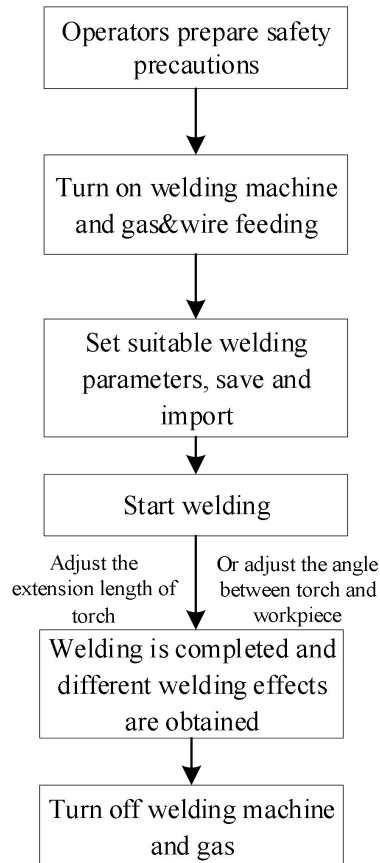 Operators prepare safety
precautions
Turn on welding machine
and gas&wire feeding
Set suitable welding
parameters, save and
import
Start welding
Adjust the
extension length of
torch
Or adjust the angle
between torch and
workpiece
Welding is completed and
different welding effects
are obtained
Turn off welding machine
and gas